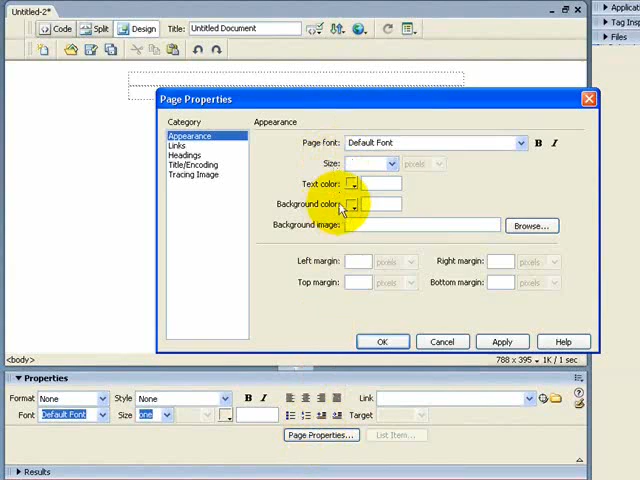 Untitled-2*
Code Split Design Title: Untitled Document
Applicati
Tag Insp
Files
Page Properties
Category Appearance
Appearance
Links
Headings
Title/Encoding
Tracing Image
Page font: Default Font B I
Size: pixels
Text color:
Background color:
Background image: Browse...
Left margin: pixels Right margin: pixels
Top margin: pixels Bottom margin: pixels
OK Cancel Apply Help
<body> 788 x 395 1K / 1 sec
Properties
Format None Style None B I Link
Font Default Font Size one Target
Page Properties... List Item...
Results